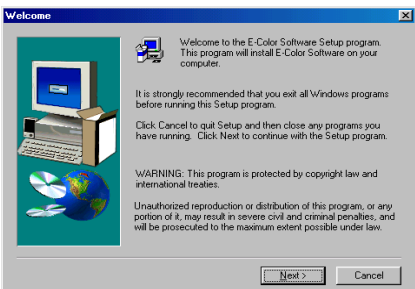 Welcome
Welcome to the E-Color Software Setup program.
This program will install E-Color Software on your
computer.
It is strongly recommended that you exit all Windows programs
before running this Setup program.
Click Cancel to quit Setup and then close any programs you
have running. Click Next to continue with the Setup program.
WARNING: This program is protected by copyright law and
international treaties.
Unauthorized reproduction or distribution of this program, or any
portion of it, may result in severe civil and criminal penalties, and
will be prosecuted to the maximum extent possible under law.
Next >
Cancel